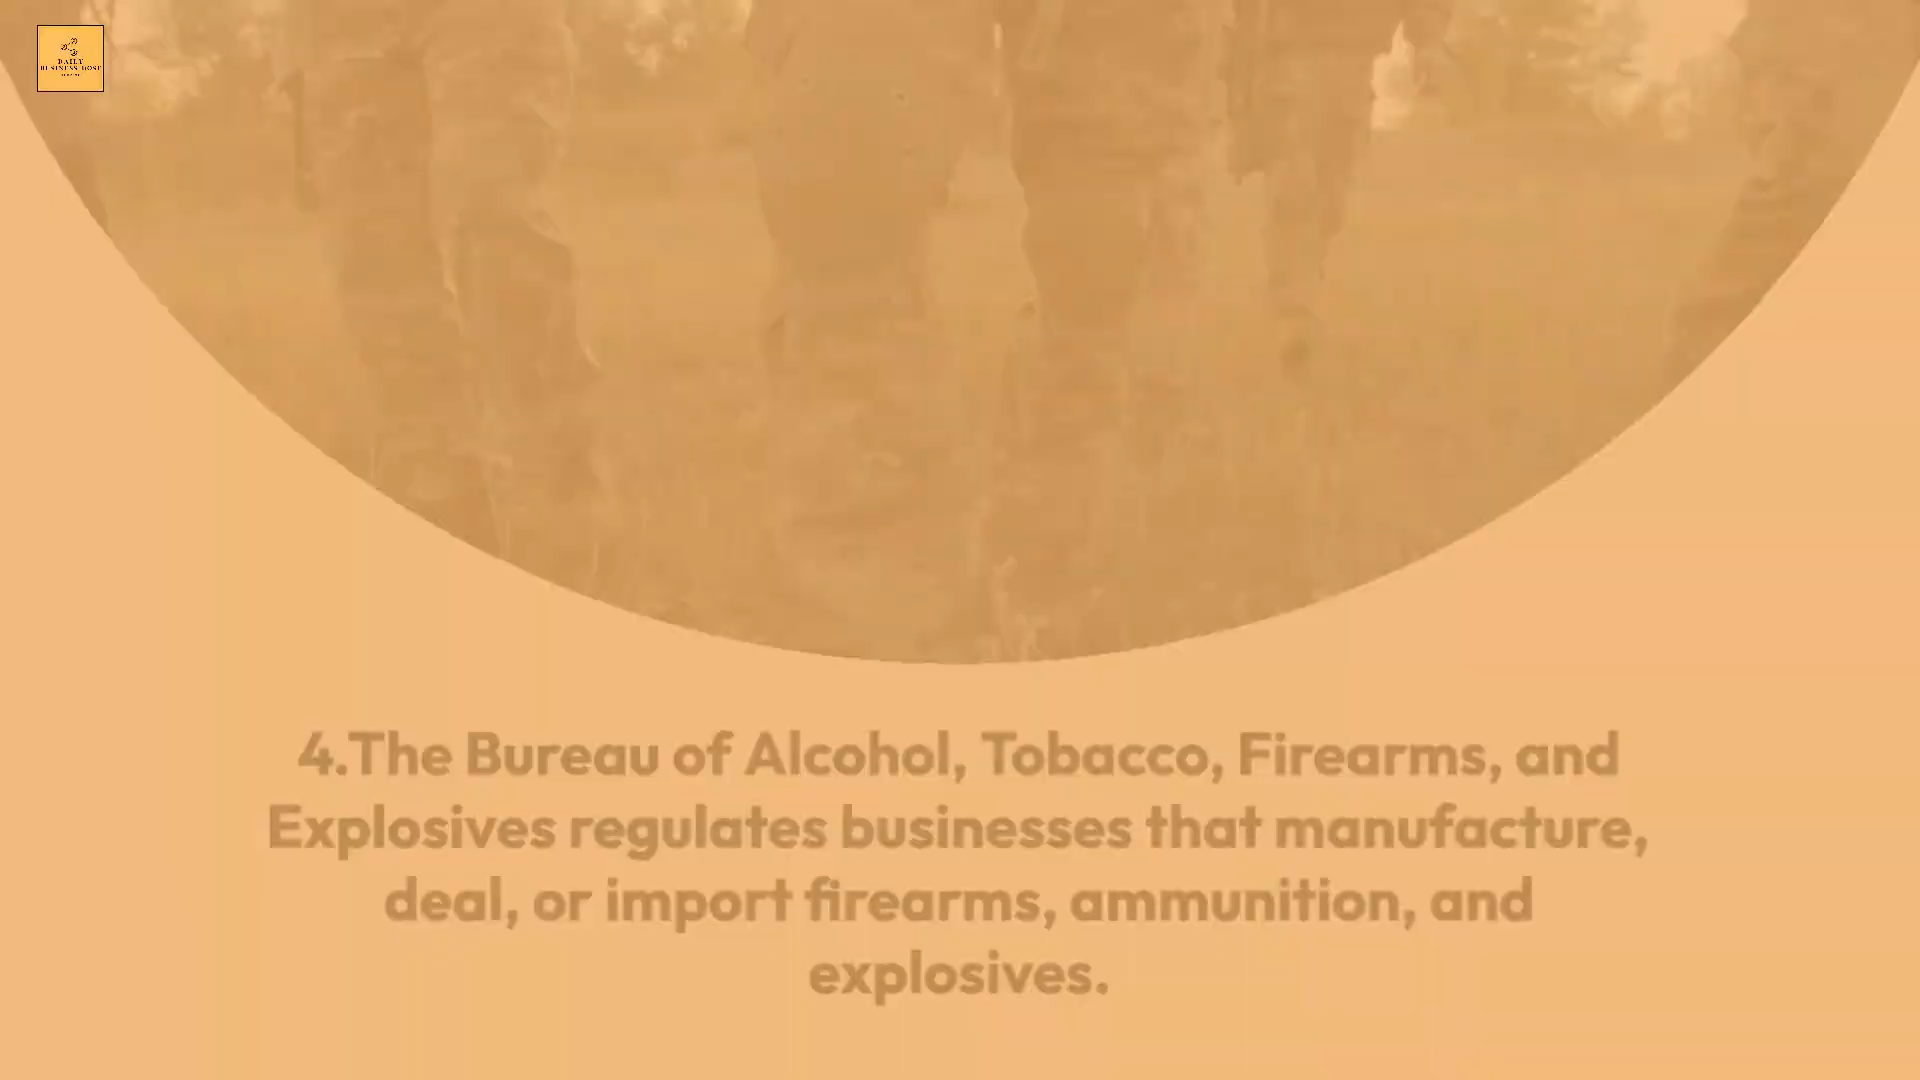 DAILY
BUSINESS DOSE
4.The Bureau of Alcohol, Tobacco, Firearms, and
Explosives regulates businesses that manufacture,
deal, or import firearms, ammunition, and
explosives.